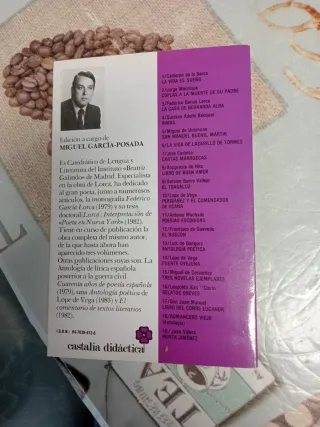 Edición a cargo de
MIGUEL GARCÍA-POSADA
Es Catedrático de Lengua y
Literatura del Instituto «Beatriz
Galindo» de Madrid. Especialista
en la obra de Lorca, ha dedicado
al gran poeta, junto a numerosos
artículos, la monografía Federico
García Lorca (1979) y su tesis
doctoral: Lorca: Interpretación de
«Poeta en Nueva York» (1982).
Tiene en curso de publicación la
obra completa del mismo autor,
de la que hasta ahora han
aparecido tres volúmenes.
Otras publicaciones suyas son: La
Antología de lírica española
posterior a la guerra civil
Cuarenta años de poesía española
(1979), una Antología poética de
Lope de Vega (1983) y El
comentario de textos literarios
(1982).
castalia didáctica
1/Calderón de la Barca
LA VIDA ES SUEÑO
2/Jorge Manrique
COPLAS A LA MUERTE DE SU PADRE
3/Federico García Lorca
LA CASA DE BERNARDA ALBA
4/Gustavo Adolfo Bécquer
RIMAS
5/Miguel de Unamuno
SAN MANUEL BUENO, MÁRTIR
6/LA VIDA DE LAZARILLO DE TORMES
7/José Cadalso
CARTAS MARRUECAS
8/Arcipreste de Hita
LIBRO DE BUEN AMOR
9/Antonio Buero Vallejo
EL TRAGALUZ
10/Lope de Vega
PERIBÁÑEZ Y EL COMENDADOR
DE OCAÑA
11/Antonio Machado
POESÍAS ESCOGIDAS
12/Francisco de Quevedo
EL BUSCÓN
13/Luis de Góngora
ANTOLOGÍA POÉTICA
14/Lope de Vega
FUENTE OVEJUNA
15/Miguel de Cervantes
TRES NOVELAS EJEMPLARES
16/Leopoldo Alas "Clarín"
RELATOS BREVES
17/Don Juan Manuel
LIBRO DEL CONDE LUCANOR
18/ROMANCERO VIEJO
(Antología)
19/Juan Valera
PEPITA JIMÉNEZ